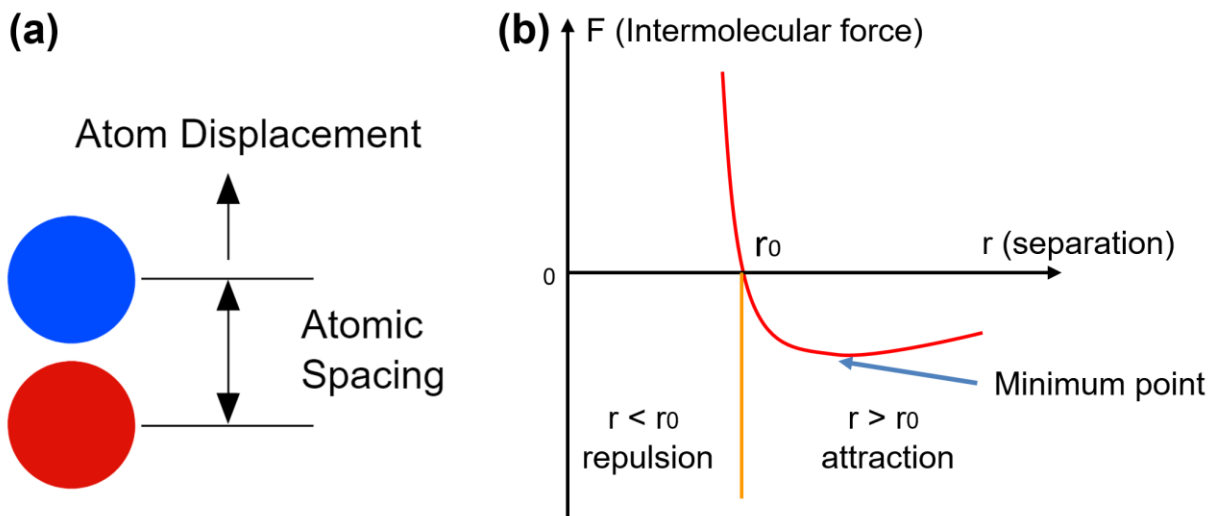 (a)
Atom Displacement
Atomic
Spacing
(b)
F (Intermolecular force)
r₀
r (separation)
0
Minimum point
r < r₀
repulsion
r > r₀
attraction